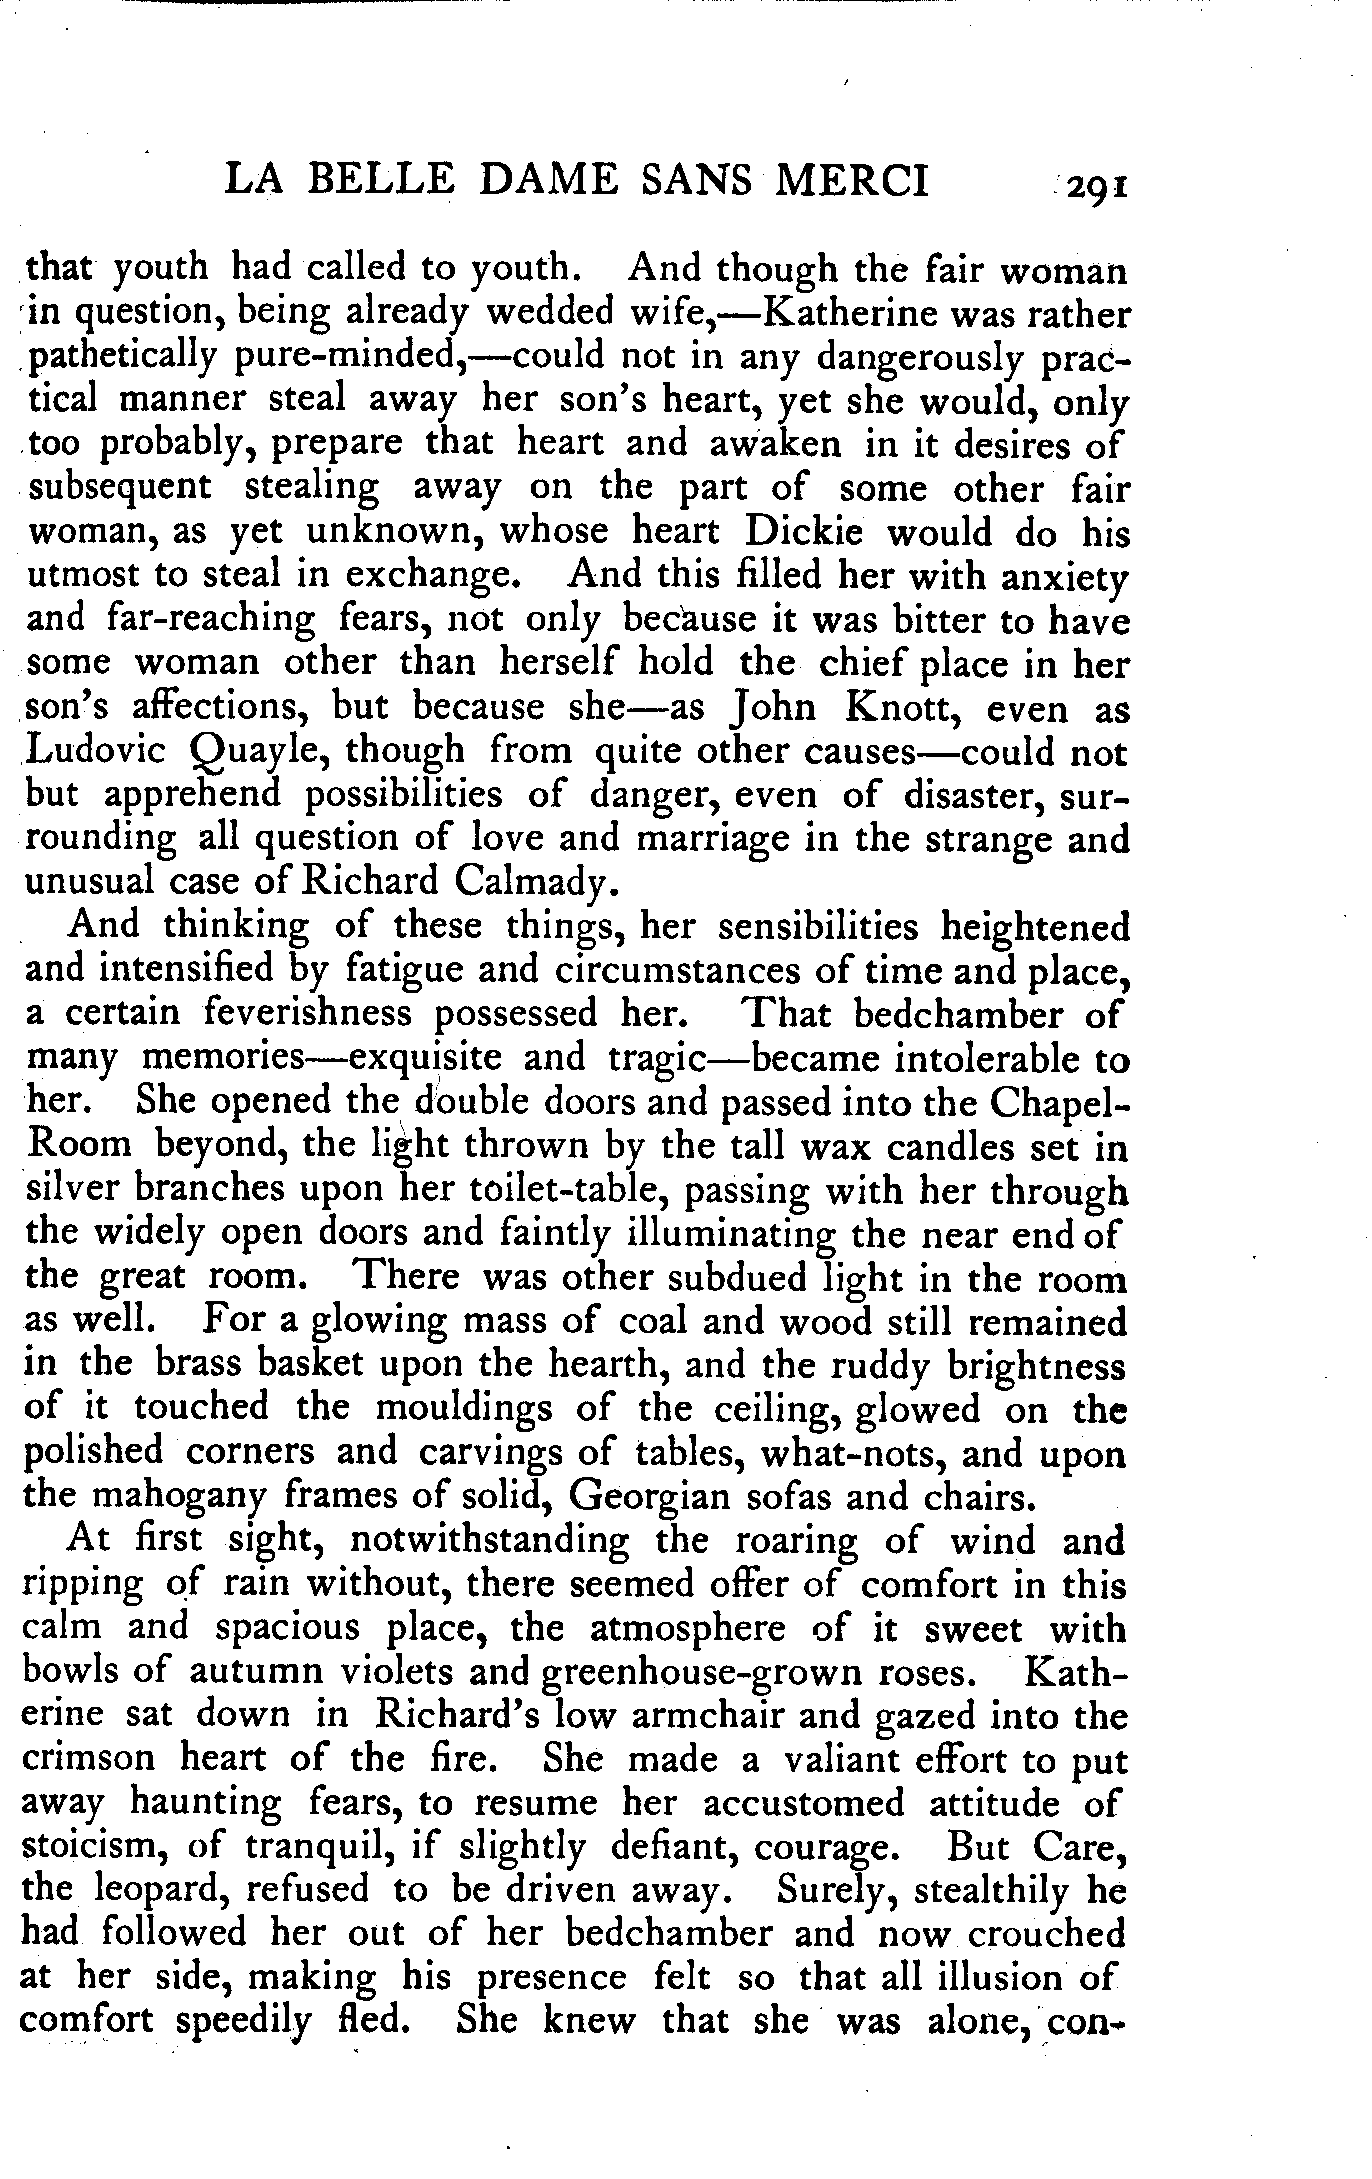 LA BELLE DAME SANS MERCI 291
that youth had called to youth. And though the fair woman
in question, being already wedded wife,—Katherine was rather
pathetically pure-minded,—could not in any dangerously prac-
tical manner steal away her son's heart, yet she would, only
too probably, prepare that heart and awaken in it desires of
subsequent stealing away on the part of some other fair
woman, as yet unknown, whose heart Dickie would do his
utmost to steal in exchange. And this filled her with anxiety
and far-reaching fears, not only because it was bitter to have
some woman other than herself hold the chief place in her
son's affections, but because she—as John Knott, even as
Ludovic Quayle, though from quite other causes—could not
but apprehend possibilities of danger, even of disaster, sur-
rounding all question of love and marriage in the strange and
unusual case of Richard Calmady.
And thinking of these things, her sensibilities heightened
and intensified by fatigue and circumstances of time and place,
a certain feverishness possessed her. That bedchamber of
many memories—exquisite and tragic—became intolerable to
her. She opened the double doors and passed into the Chapel-
Room beyond, the light thrown by the tall wax candles set in
silver branches upon her toilet-table, passing with her through
the widely open doors and faintly illuminating the near end of
the great room. There was other subdued light in the room
as well. For a glowing mass of coal and wood still remained
in the brass basket upon the hearth, and the ruddy brightness
of it touched the mouldings of the ceiling, glowed on the
polished corners and carvings of tables, what-nots, and upon
the mahogany frames of solid, Georgian sofas and chairs.
At first sight, notwithstanding the roaring of wind and
ripping of rain without, there seemed offer of comfort in this
calm and spacious place, the atmosphere of it sweet with
bowls of autumn violets and greenhouse-grown roses. Kath-
erine sat down in Richard's low armchair and gazed into the
crimson heart of the fire. She made a valiant effort to put
away haunting fears, to resume her accustomed attitude of
stoicism, of tranquil, if slightly defiant, courage. But Care,
the leopard, refused to be driven away. Surely, stealthily he
had followed her out of her bedchamber and now crouched
at her side, making his presence felt so that all illusion of
comfort speedily fled. She knew that she was alone, con-